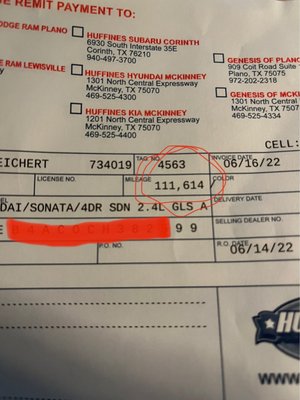 E REMIT PAYMENT TO:
ODGE RAM PLANO
HUFFINES SUBARU CORINTH
6930 South Interstate 35E
Corinth, TX 76210
940-497-3700
GENESIS OF PLANO
909 Coit Road Suite
Plano, TX 75075
972-202-2318
E RAM LEWISVILLE
HUFFINES HYUNDAI MCKINNEY
1301 North Central Expressway
McKinney, TX 75070
469-525-4400
GENESIS OF MCK
1301 North Central
McKinney, TX 75070
469-525-4334
HUFFINES KIA MCKINNEY
1201 North Central Expressway
McKinney, TX 75070
469-525-4300
CELL:
EICHERT 734019
TAG NO.
4563
INVOICE DATE
06/16/22
LICENSE NO.
MILEAGE
111,614 /
COLOR
DAI/SONATA/4DR SDN 2.4L GLS A
DELIVERY DATE
99
SELLING DEALER NO.
P.O. NO.
R.O. DATE
06/14/22
HU
WWW.